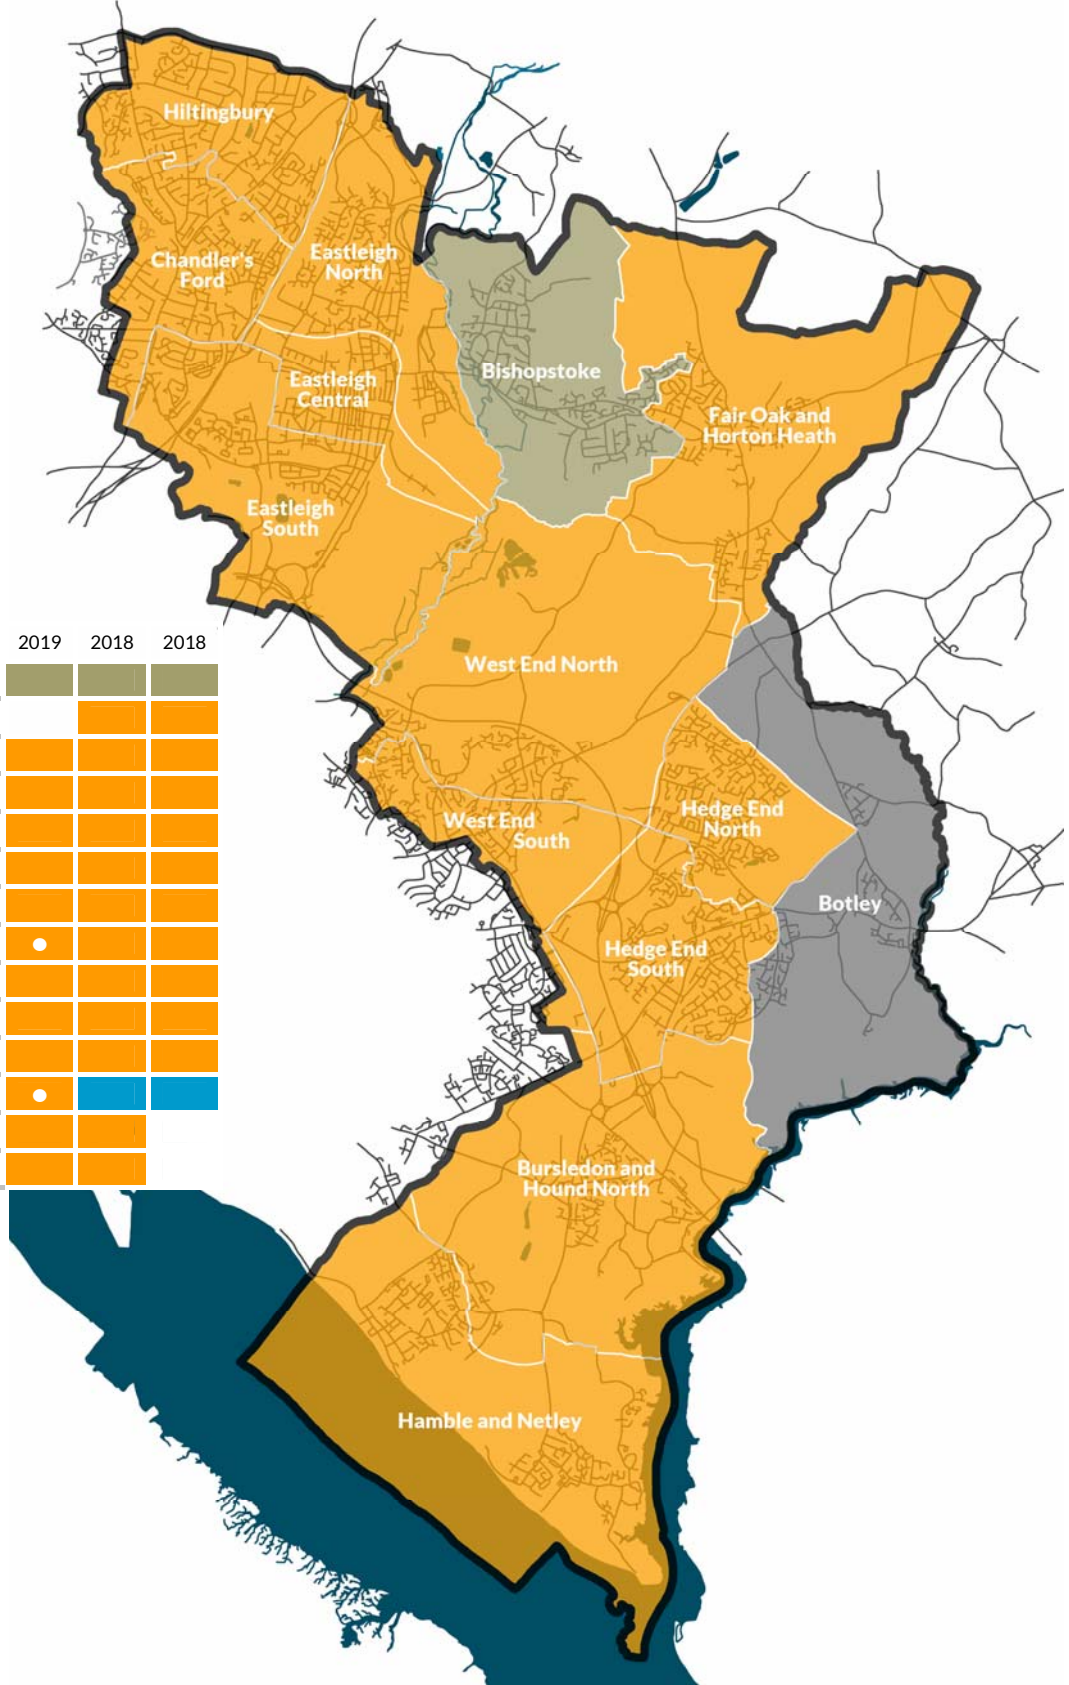 Hiltingbury
Chandler's
Ford
Eastleigh
North
Eastleigh
Central
Bishopstoke
Fair Oak and
Horton Heath
Eastleigh
South
2019 2018 2018
West End North
West End
South
Hedge End
North
Botley
Hedge End
South
Bursledon and
Hound North
Hamble and Netley